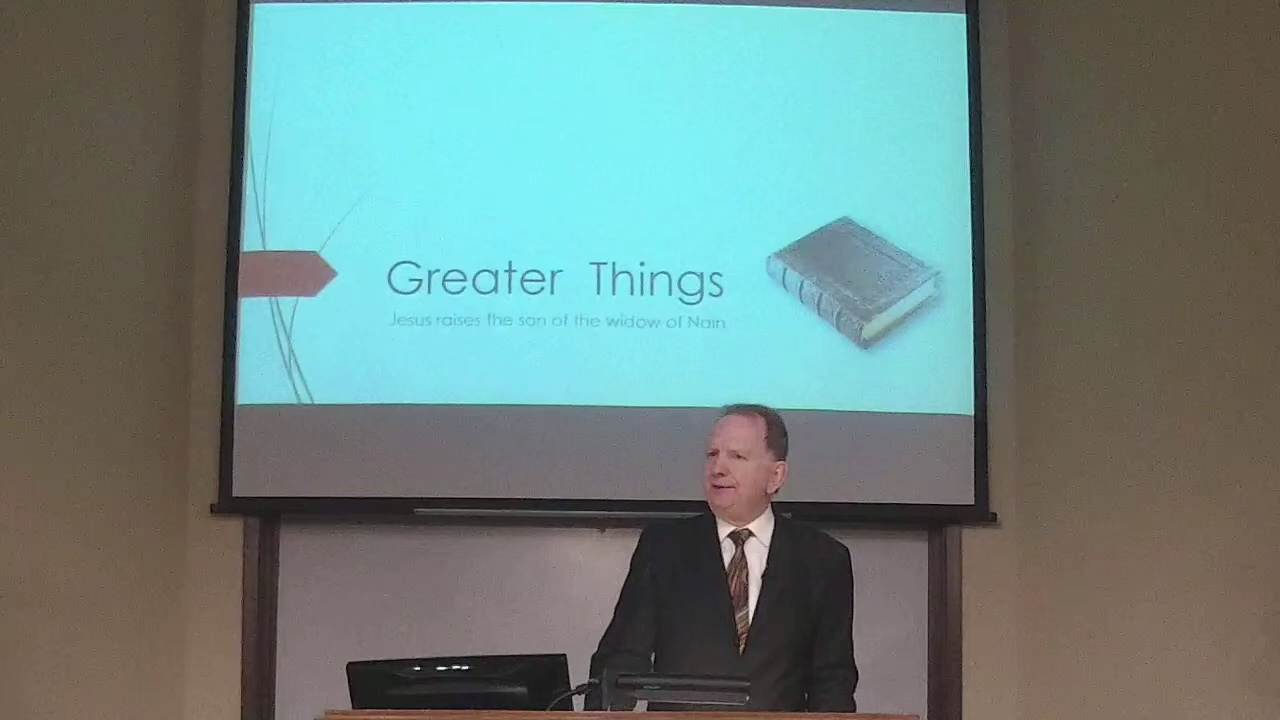 Greater Things
Jesus raises the son of the widow of Nain